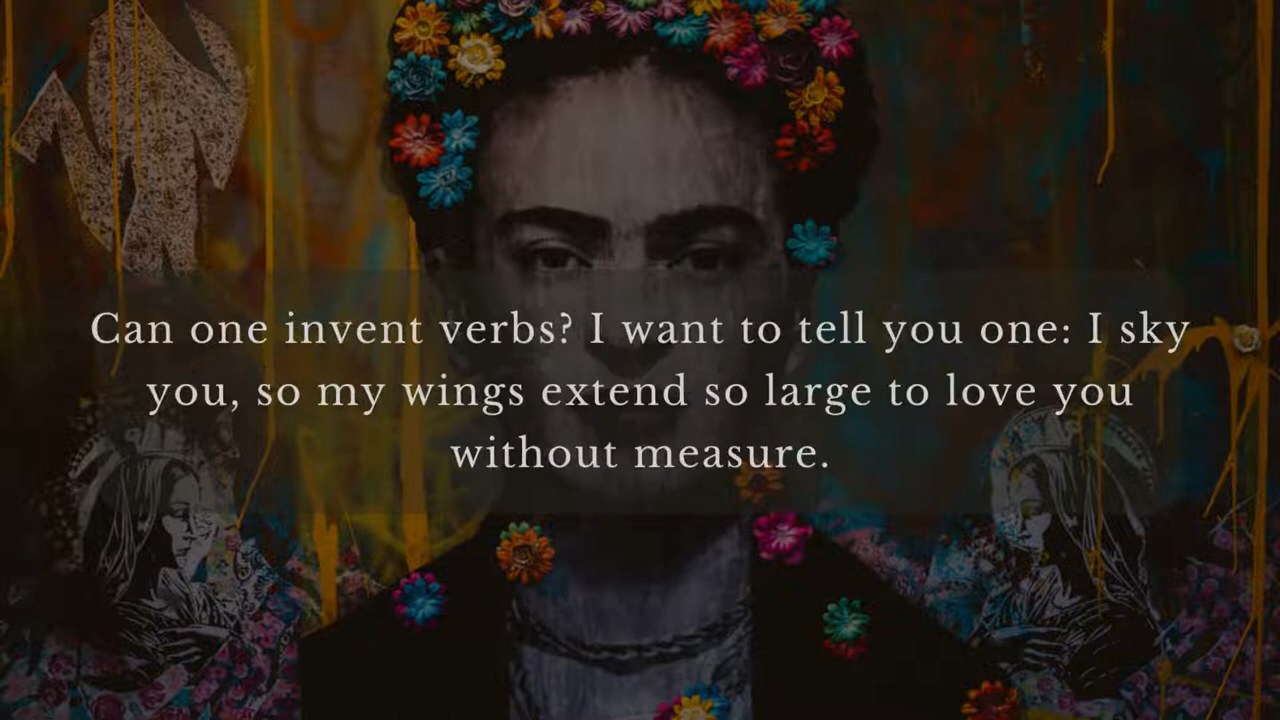 Can one invent verbs? I want to tell you one: I sky
you, so my wings extend so large to love you
without measure.